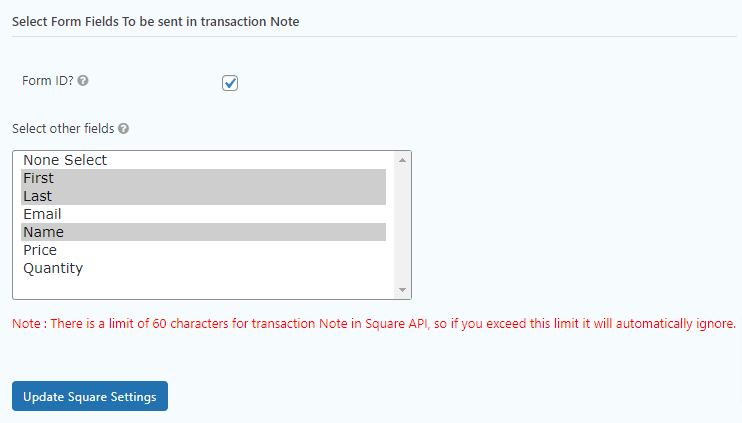 Select Form Fields To be sent in transaction Note
Form ID?
Select other fields
None Select
First
Last
Email
Name
Price
Quantity
Note : There is a limit of 60 characters for transaction Note in Square API, so if you exceed this limit it will automatically ignore.
Update Square Settings